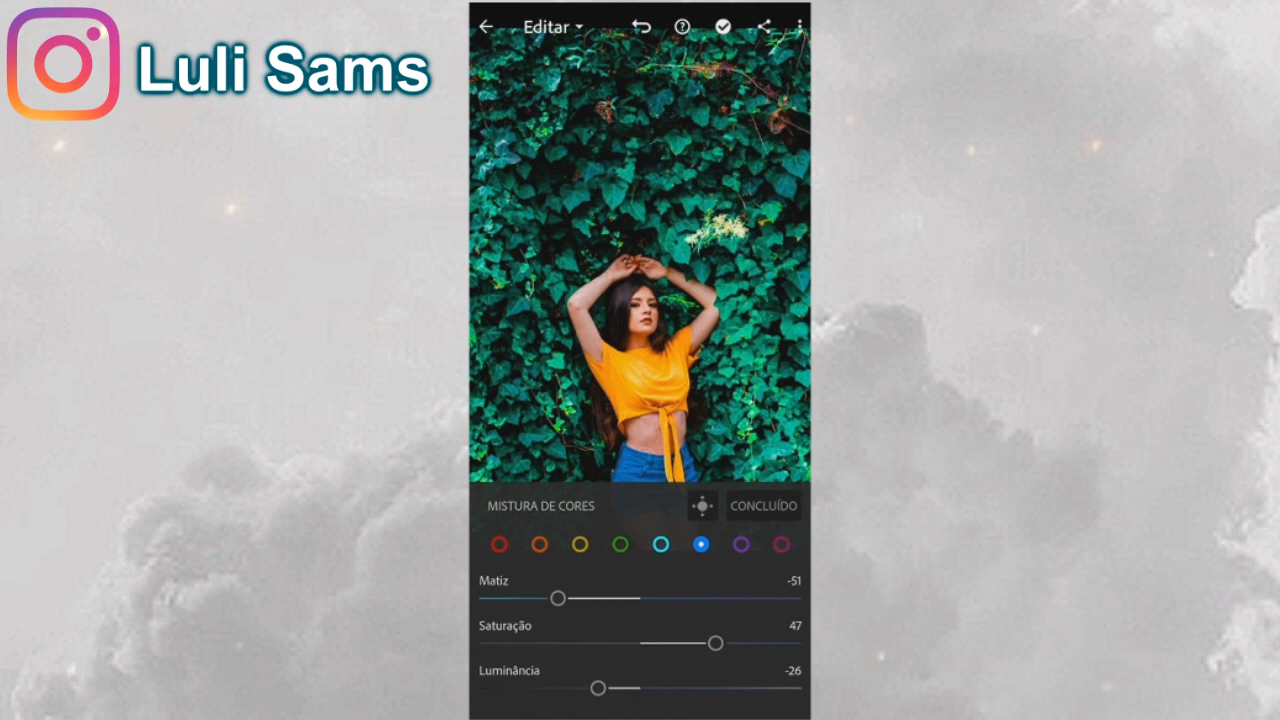 Luli Sams
Editar
MISTURA DE CORES
CONCLUÍDO
Matiz -51
Saturação 47
Luminância -26